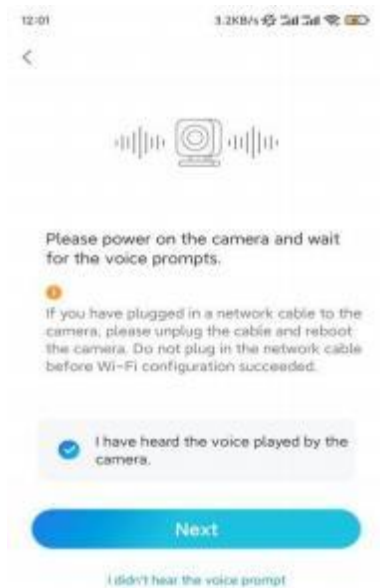 12:01 3.2KB/s
Please power on the camera and wait
for the voice prompts.
If you have plugged in a network cable to the
camera, please unplug the cable and reboot
the camera. Do not plug in the network cable
before Wi-Fi configuration succeeded.
I have heard the voice played by the
camera.
Next
I didn't hear the voice prompt